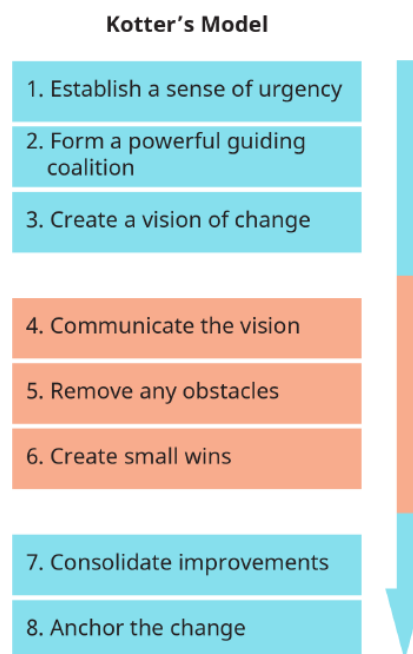 Kotter’s Model
1. Establish a sense of urgency
2. Form a powerful guiding
coalition
3. Create a vision of change
4. Communicate the vision
5. Remove any obstacles
6. Create small wins
7. Consolidate improvements
8. Anchor the change